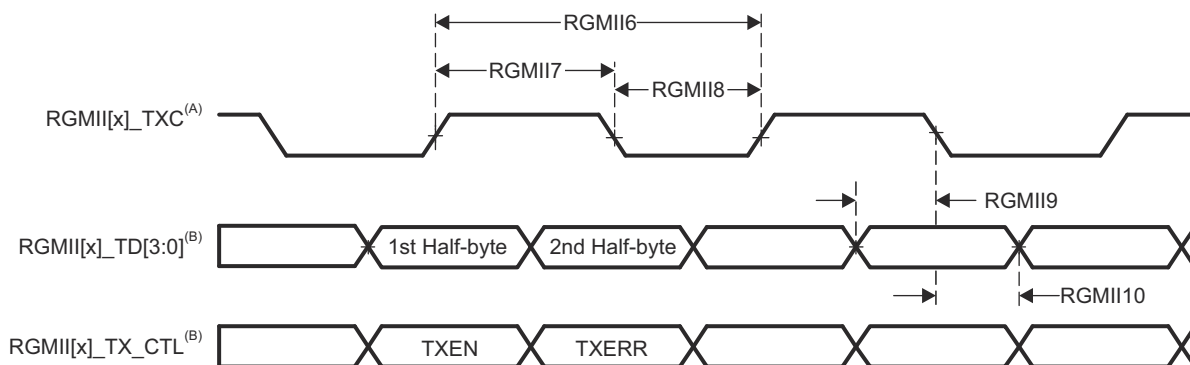 RGMII6
RGMII7
RGMII8
RGMII[x]_TXC(A)
RGMII9
RGMII[x]_TD[3:0](B)
1st Half-byte
2nd Half-byte
RGMII10
RGMII[x]_TX_CTL(B)
TXEN
TXERR